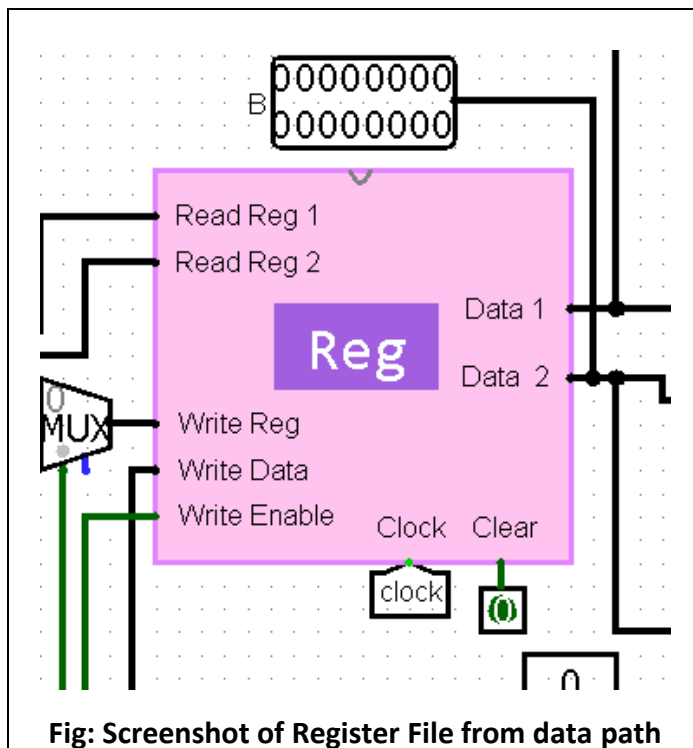 00000000
B
00000000
Read Reg 1
Read Reg 2
Data 1
Reg
Data 2
0
MUX
Write Reg
Write Data
Write Enable
Clock Clear
clock
0
0
Fig: Screenshot of Register File from data path